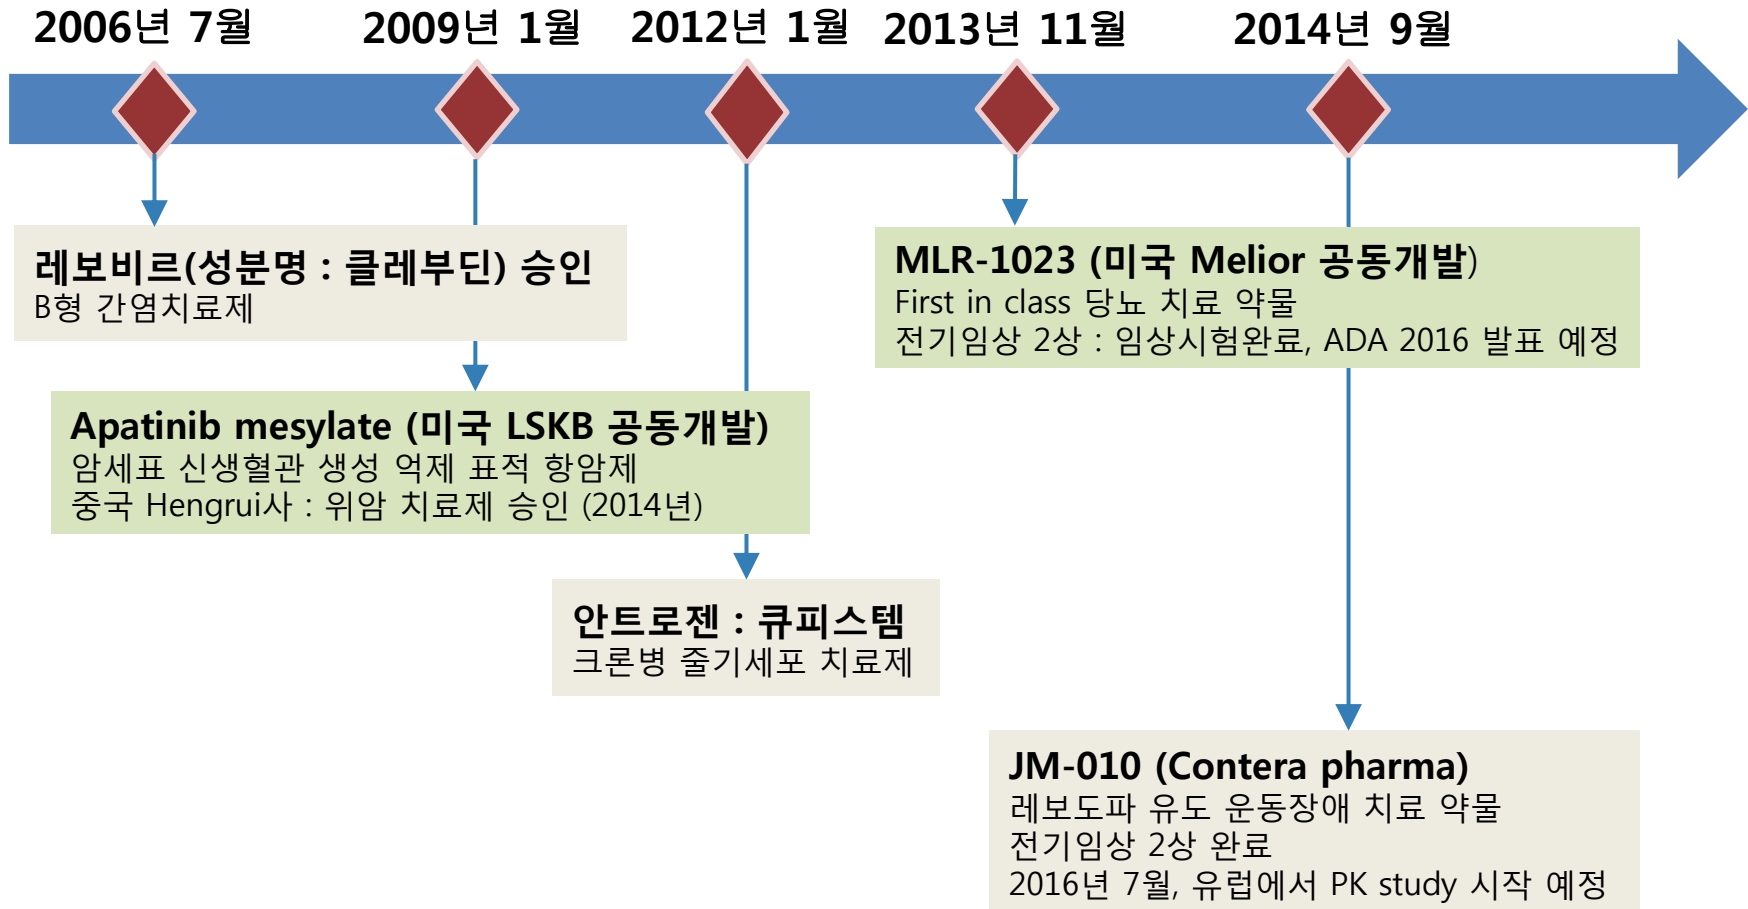 2006년 7월
2009년 1월
2012년 1월
2013년 11월
2014년 9월
레보비르(성분명 : 클레부딘) 승인
B형 간염치료제
MLR-1023 (미국 Melior 공동개발)
First in class 당뇨 치료 약물
전기임상 2상 : 임상시험완료, ADA 2016 발표 예정
Apatinib mesylate (미국 LSKB 공동개발)
암세표 신생혈관 생성 억제 표적 항암제
중국 Hengrui사 : 위암 치료제 승인 (2014년)
안트로젠 : 큐피스템
크론병 줄기세포 치료제
JM-010 (Contera pharma)
레보도파 유도 운동장애 치료 약물
전기임상 2상 완료
2016년 7월, 유럽에서 PK study 시작 예정